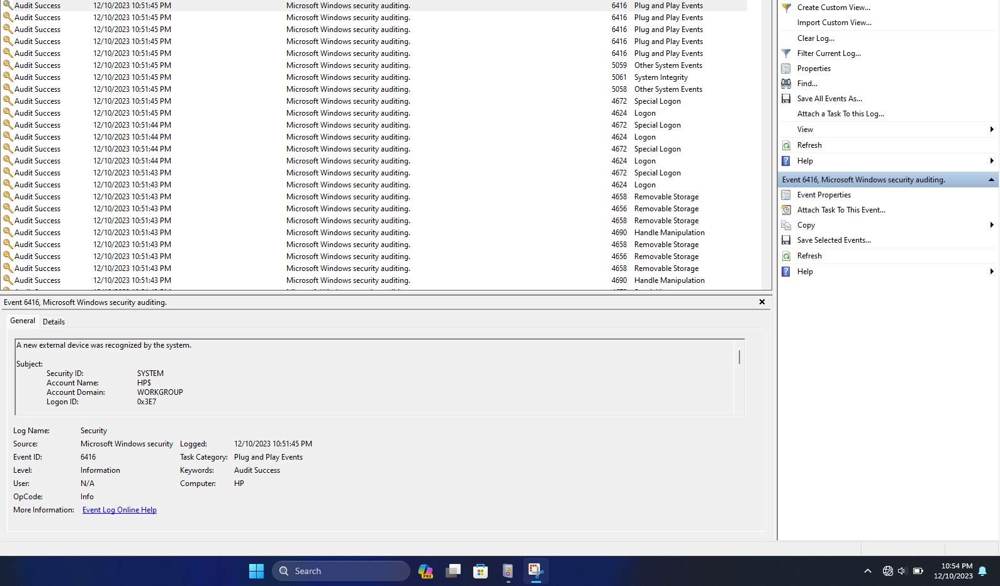 Audit Success 12/10/2023 10:51:45 PM Microsoft Windows security auditing. 6416 Plug and Play Events
Audit Success 12/10/2023 10:51:45 PM Microsoft Windows security auditing. 6416 Plug and Play Events
Audit Success 12/10/2023 10:51:45 PM Microsoft Windows security auditing. 6416 Plug and Play Events
Audit Success 12/10/2023 10:51:45 PM Microsoft Windows security auditing. 6416 Plug and Play Events
Audit Success 12/10/2023 10:51:45 PM Microsoft Windows security auditing. 6416 Plug and Play Events
Audit Success 12/10/2023 10:51:45 PM Microsoft Windows security auditing. 5059 Other System Events
Audit Success 12/10/2023 10:51:45 PM Microsoft Windows security auditing. 5061 System Integrity
Audit Success 12/10/2023 10:51:45 PM Microsoft Windows security auditing. 5058 Other System Events
Audit Success 12/10/2023 10:51:45 PM Microsoft Windows security auditing. 4672 Special Logon
Audit Success 12/10/2023 10:51:45 PM Microsoft Windows security auditing. 4624 Logon
Audit Success 12/10/2023 10:51:44 PM Microsoft Windows security auditing. 4672 Special Logon
Audit Success 12/10/2023 10:51:44 PM Microsoft Windows security auditing. 4624 Logon
Audit Success 12/10/2023 10:51:44 PM Microsoft Windows security auditing. 4672 Special Logon
Audit Success 12/10/2023 10:51:44 PM Microsoft Windows security auditing. 4624 Logon
Audit Success 12/10/2023 10:51:43 PM Microsoft Windows security auditing. 4672 Special Logon
Audit Success 12/10/2023 10:51:43 PM Microsoft Windows security auditing. 4624 Logon
Audit Success 12/10/2023 10:51:43 PM Microsoft Windows security auditing. 4658 Removable Storage
Audit Success 12/10/2023 10:51:43 PM Microsoft Windows security auditing. 4656 Removable Storage
Audit Success 12/10/2023 10:51:43 PM Microsoft Windows security auditing. 4658 Removable Storage
Audit Success 12/10/2023 10:51:43 PM Microsoft Windows security auditing. 4690 Handle Manipulation
Audit Success 12/10/2023 10:51:43 PM Microsoft Windows security auditing. 4658 Removable Storage
Audit Success 12/10/2023 10:51:43 PM Microsoft Windows security auditing. 4656 Removable Storage
Audit Success 12/10/2023 10:51:43 PM Microsoft Windows security auditing. 4658 Removable Storage
Audit Success 12/10/2023 10:51:43 PM Microsoft Windows security auditing. 4690 Handle Manipulation
Event 6416, Microsoft Windows security auditing.
General Details
A new external device was recognized by the system.
Subject:
Security ID: SYSTEM
Account Name: HP$
Account Domain: WORKGROUP
Logon ID: 0x3E7
Log Name: Security
Source: Microsoft Windows security Logged: 12/10/2023 10:51:45 PM
Event ID: 6416 Task Category: Plug and Play Events
Level: Information Keywords: Audit Success
User: N/A Computer: HP
OpCode: Info
More Information: Event Log Online Help
Create Custom View...
Import Custom View...
Clear Log...
Filter Current Log...
Properties
Find...
Save All Events As...
Attach a Task To this Log...
View
Refresh
Help
Event 6416, Microsoft Windows security auditing.
Event Properties
Attach Task To This Event...
Copy
Save Selected Events...
Refresh
Help
Search
PRE
10:54 PM
12/10/2023